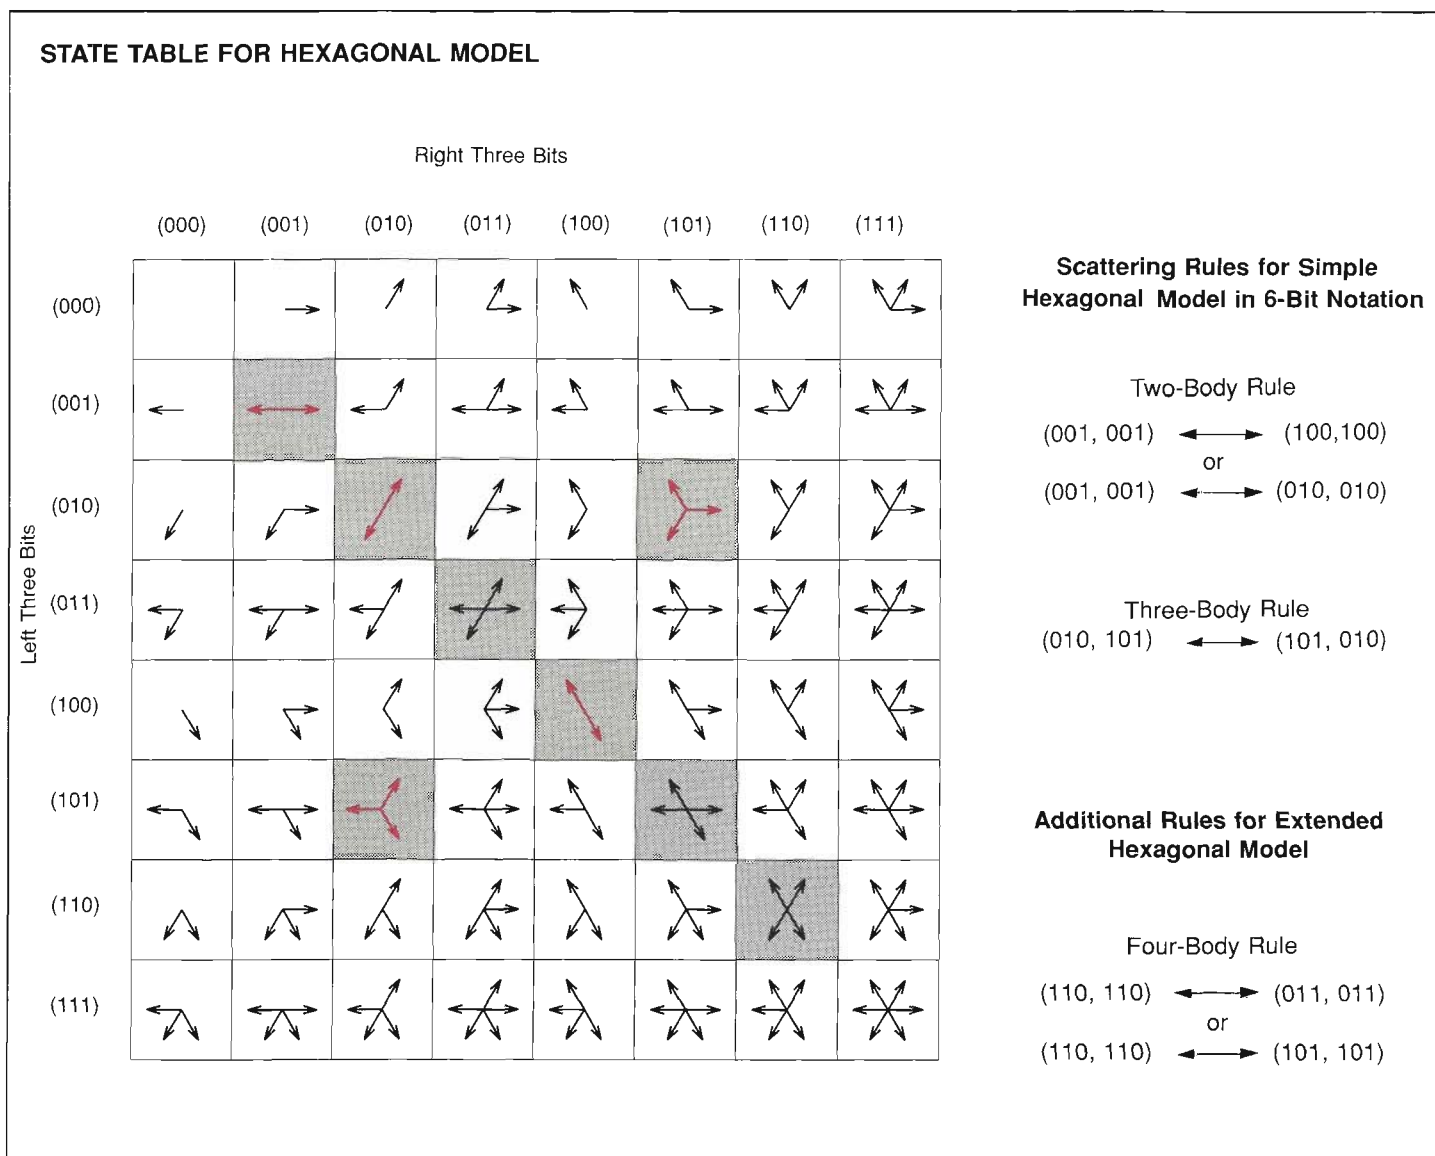 STATE TABLE FOR HEXAGONAL MODEL
Right Three Bits
(000) (001) (010) (011) (100) (101) (110) (111)
Left Three Bits
(000)
(001)
(010)
(011)
(100)
(101)
(110)
(111)
Scattering Rules for Simple
Hexagonal Model in 6-Bit Notation
Two-Body Rule
(001, 001) ⟷ (100,100)
or
(001, 001) ⟷ (010, 010)
Three-Body Rule
(010, 101) ⟷ (101, 010)
Additional Rules for Extended
Hexagonal Model
Four-Body Rule
(110, 110) ⟷ (011, 011)
or
(110, 110) ⟷ (101, 101)